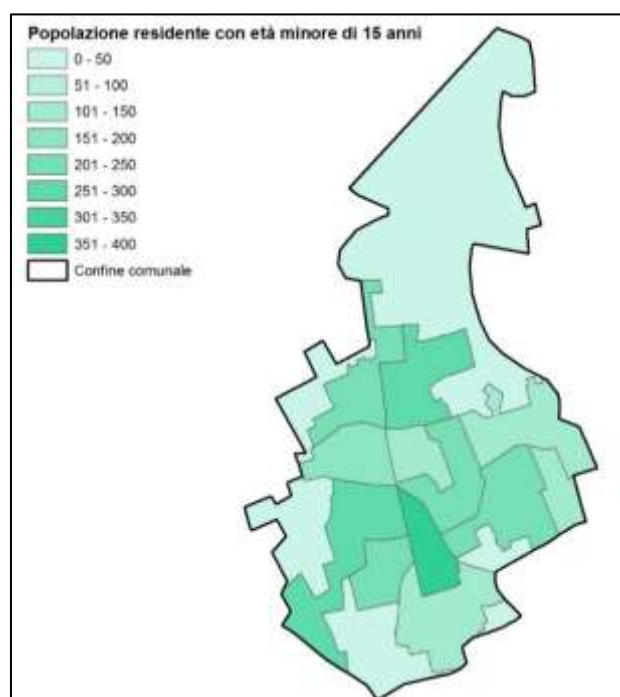 Popolazione residente con età minore di 15 anni
0 - 50
51 - 100
101 - 150
151 - 200
201 - 250
251 - 300
301 - 350
351 - 400
Confine comunale